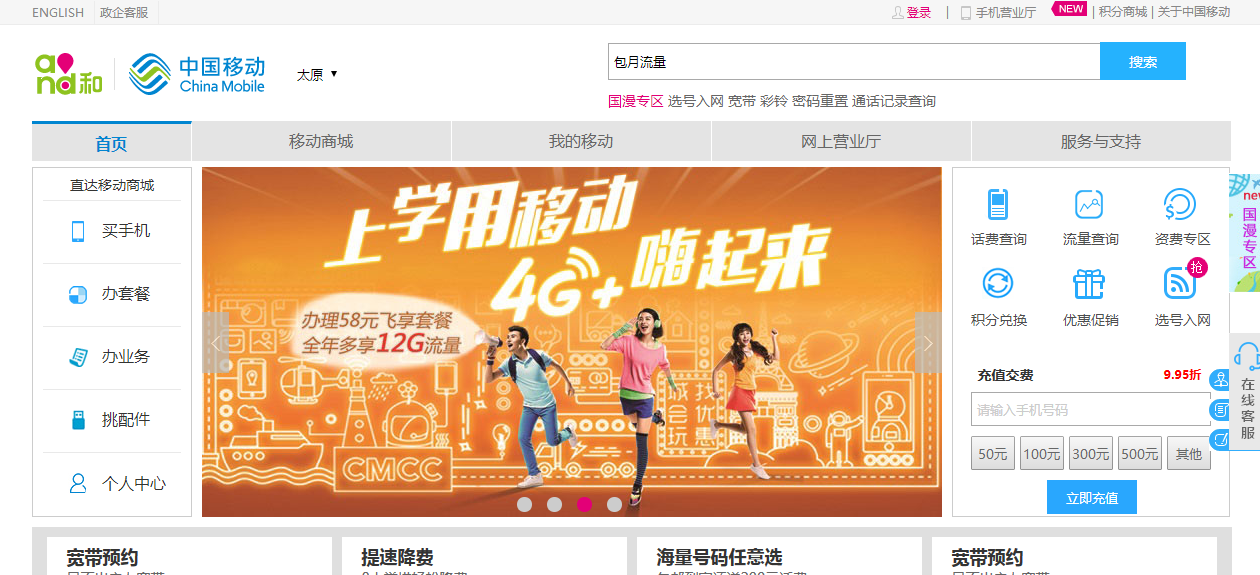 ENGLISH 政企客服 登录 手机营业厅 NEW 积分商城 关于中国移动
and和 中国移动 China Mobile 太原 包月流量 搜索
国漫专区 选号入网 宽带 彩铃 密码重置 通话记录查询
首页 移动商城 我的移动 网上营业厅 服务与支持
直达移动商城
买手机
办套餐
办业务
挑配件
个人中心
上学用移动
4G+嗨起来
办理58元飞享套餐
全年多享12G流量
CMCC
话费查询 流量查询 资费专区
抢
积分兑换 优惠促销 选号入网
充值交费 9.95折
请输入手机号码
50元 100元 300元 500元 其他
立即充值
new
国漫专区
在线客服
宽带预约 提速降费 海量号码任意选 宽带预约